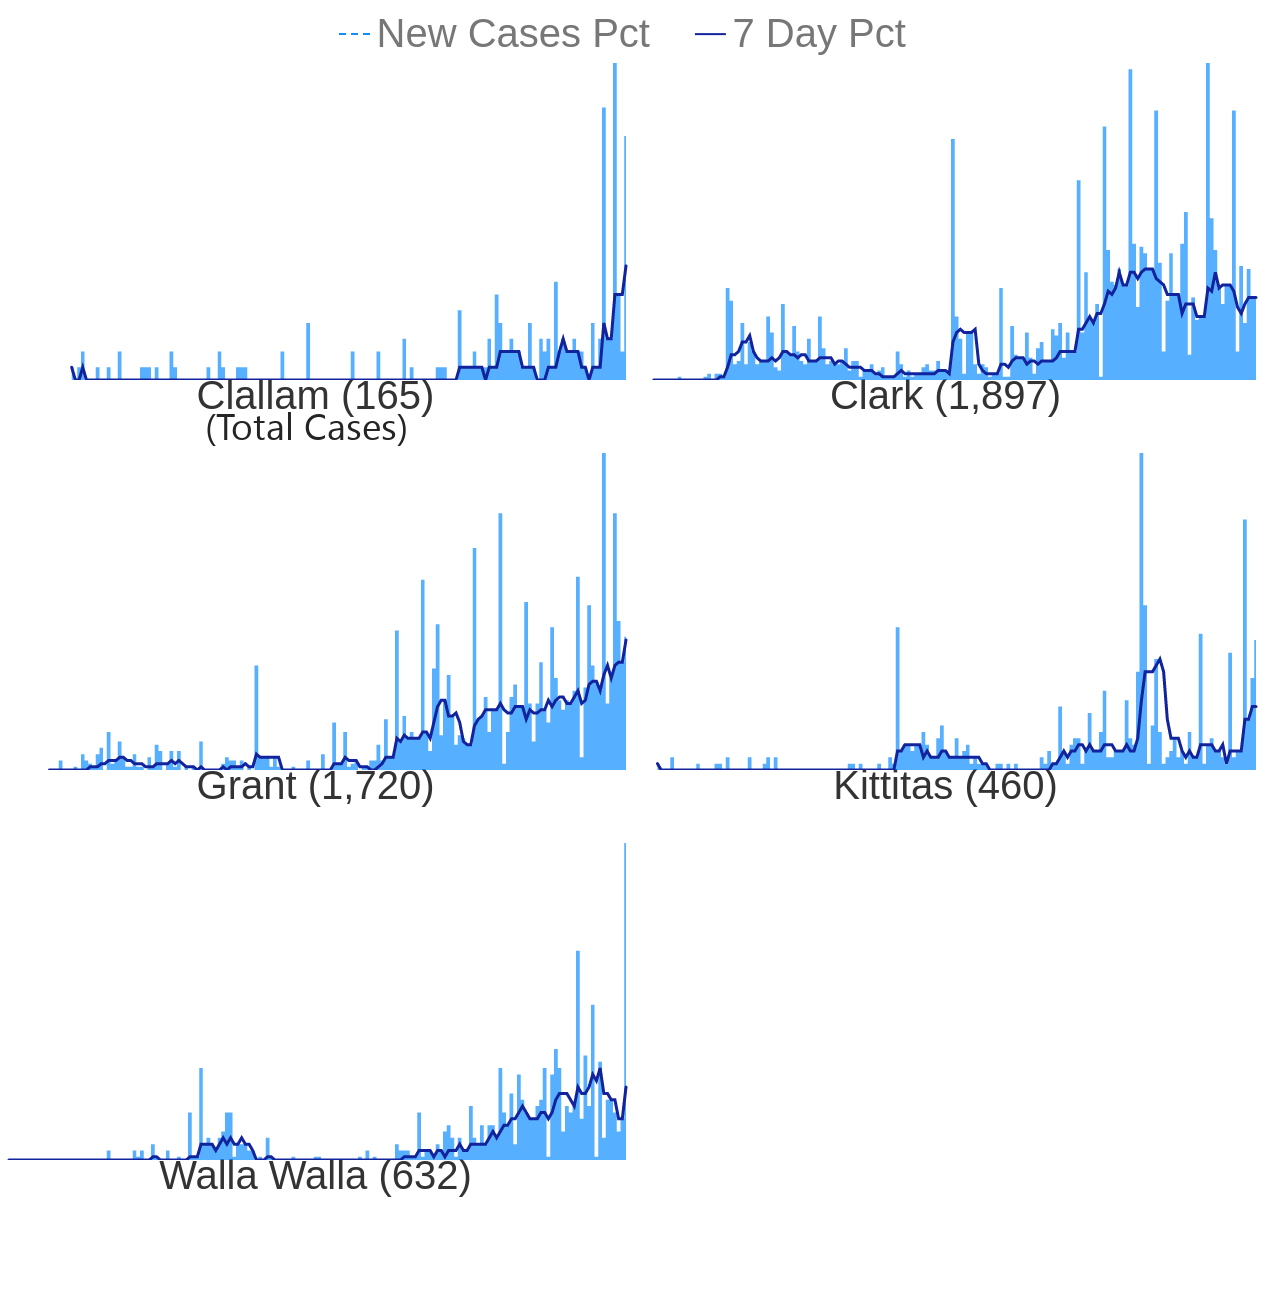 New Cases Pct 7 Day Pct
Clallam (165)
(Total Cases)
Clark (1,897)
Grant (1,720)
Kittitas (460)
Walla Walla (632)